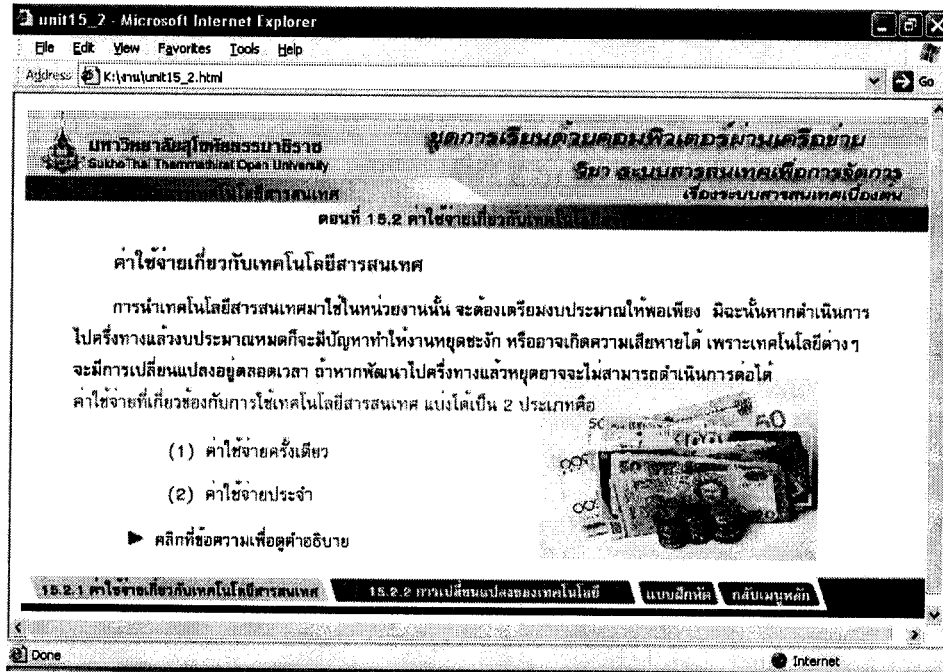 unit15_2 - Microsoft Internet Explorer
File Edit View Favorites Tools Help
Address K:\งาน\unit15_2.html Go
มหาวิทยาลัยสุโขทัยธรรมาธิราช
Sukhothai Thammathirat Open University
ชุดการเรียนด้วยคอมพิวเตอร์ผ่านเครือข่าย
วิชา ระบบสารสนเทศเพื่อการจัดการ
เรื่องระบบสารสนเทศเบื้องต้น
เทคโนโลยีสารสนเทศ
ตอนที่ 15.2 ค่าใช้จ่ายเกี่ยวกับเทคโนโลยี
ค่าใช้จ่ายเกี่ยวกับเทคโนโลยีสารสนเทศ
การนำเทคโนโลยีสารสนเทศมาใช้ในหน่วยงานนั้น จะต้องเตรียมงบประมาณให้พอเพียง มิฉะนั้นหากดำเนินการ
ไปครึ่งทางแล้วงบประมาณหมดก็จะมีปัญหาทำให้งานหยุดชะงัก หรืออาจเกิดความเสียหายได้ เพราะเทคโนโลยีต่างๆ
จะมีการเปลี่ยนแปลงอยู่ตลอดเวลา ถ้าหากพัฒนาไปครึ่งทางแล้วหยุดอาจจะไม่สามารถดำเนินการต่อได้
ค่าใช้จ่ายที่เกี่ยวข้องกับการใช้เทคโนโลยีสารสนเทศ แบ่งได้เป็น 2 ประเภทคือ
(1) ค่าใช้จ่ายครั้งเดียว
(2) ค่าใช้จ่ายประจำ
คลิกที่ข้อความเพื่อดูคำอธิบาย
15.2.1 ค่าใช้จ่ายเกี่ยวกับเทคโนโลยีสารสนเทศ 15.2.2 การเปลี่ยนแปลงของเทคโนโลยี แบบฝึกหัด กลับเมนูหลัก
Done Internet